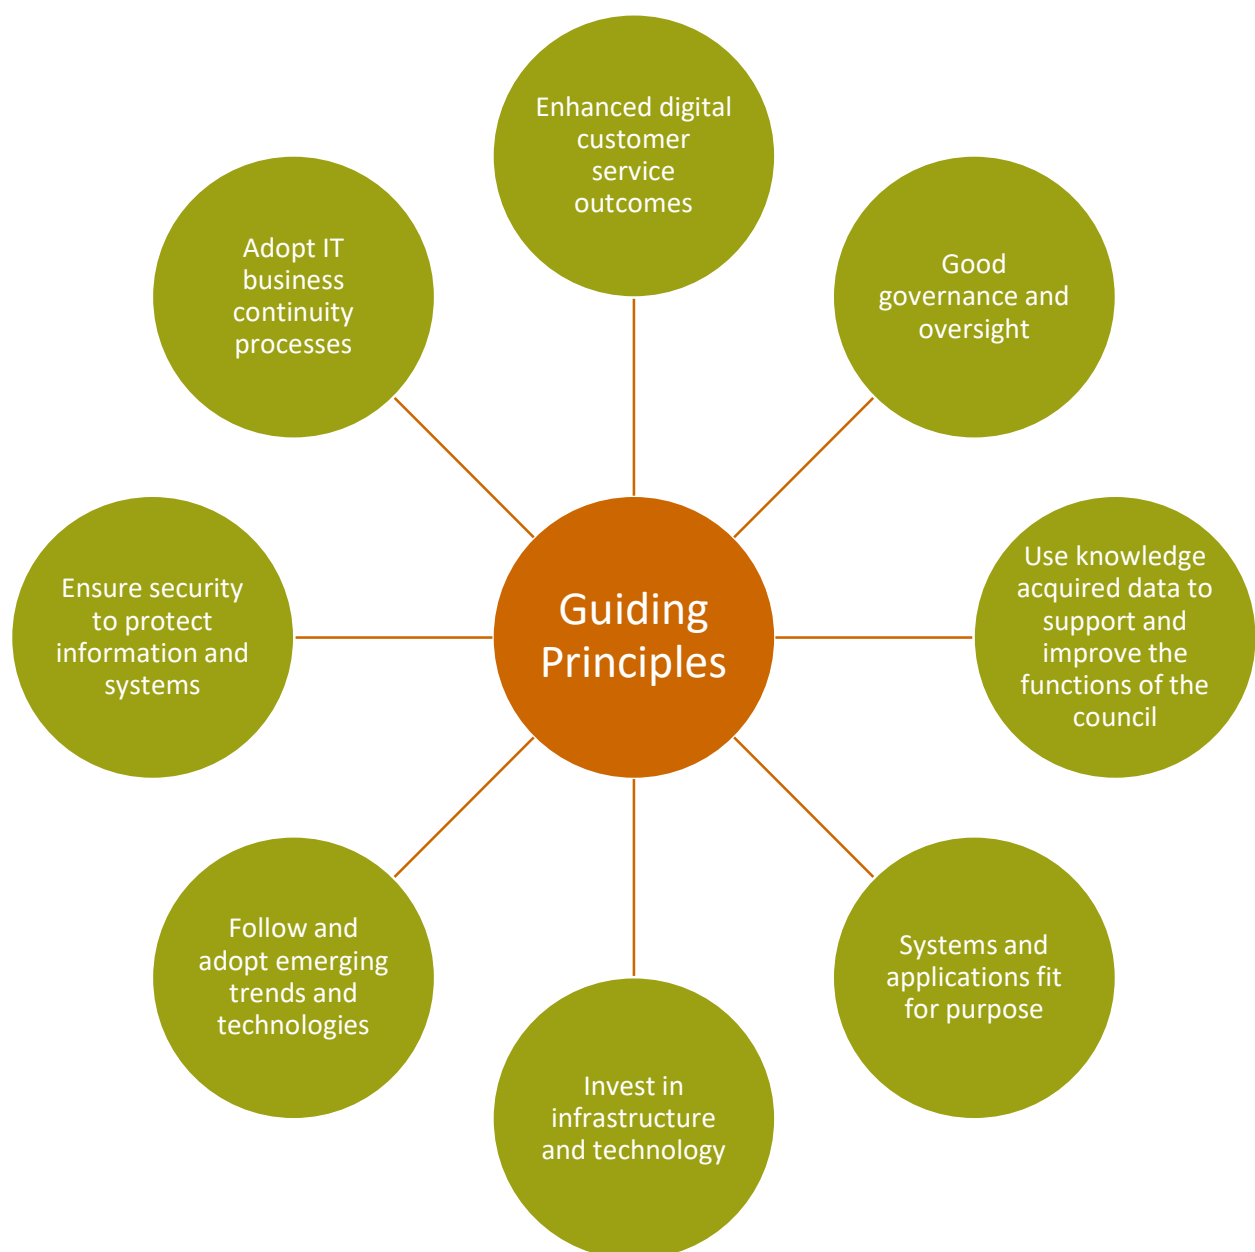 Enhanced digital
customer
service
outcomes
Good
governance and
oversight
Use knowledge
acquired data to
support and
improve the
functions of the
council
Systems and
applications fit
for purpose
Invest in
infrastructure
and technology
Follow and
adopt emerging
trends and
technologies
Ensure security
to protect
information and
systems
Adopt IT
business
continuity
processes
Guiding
Principles